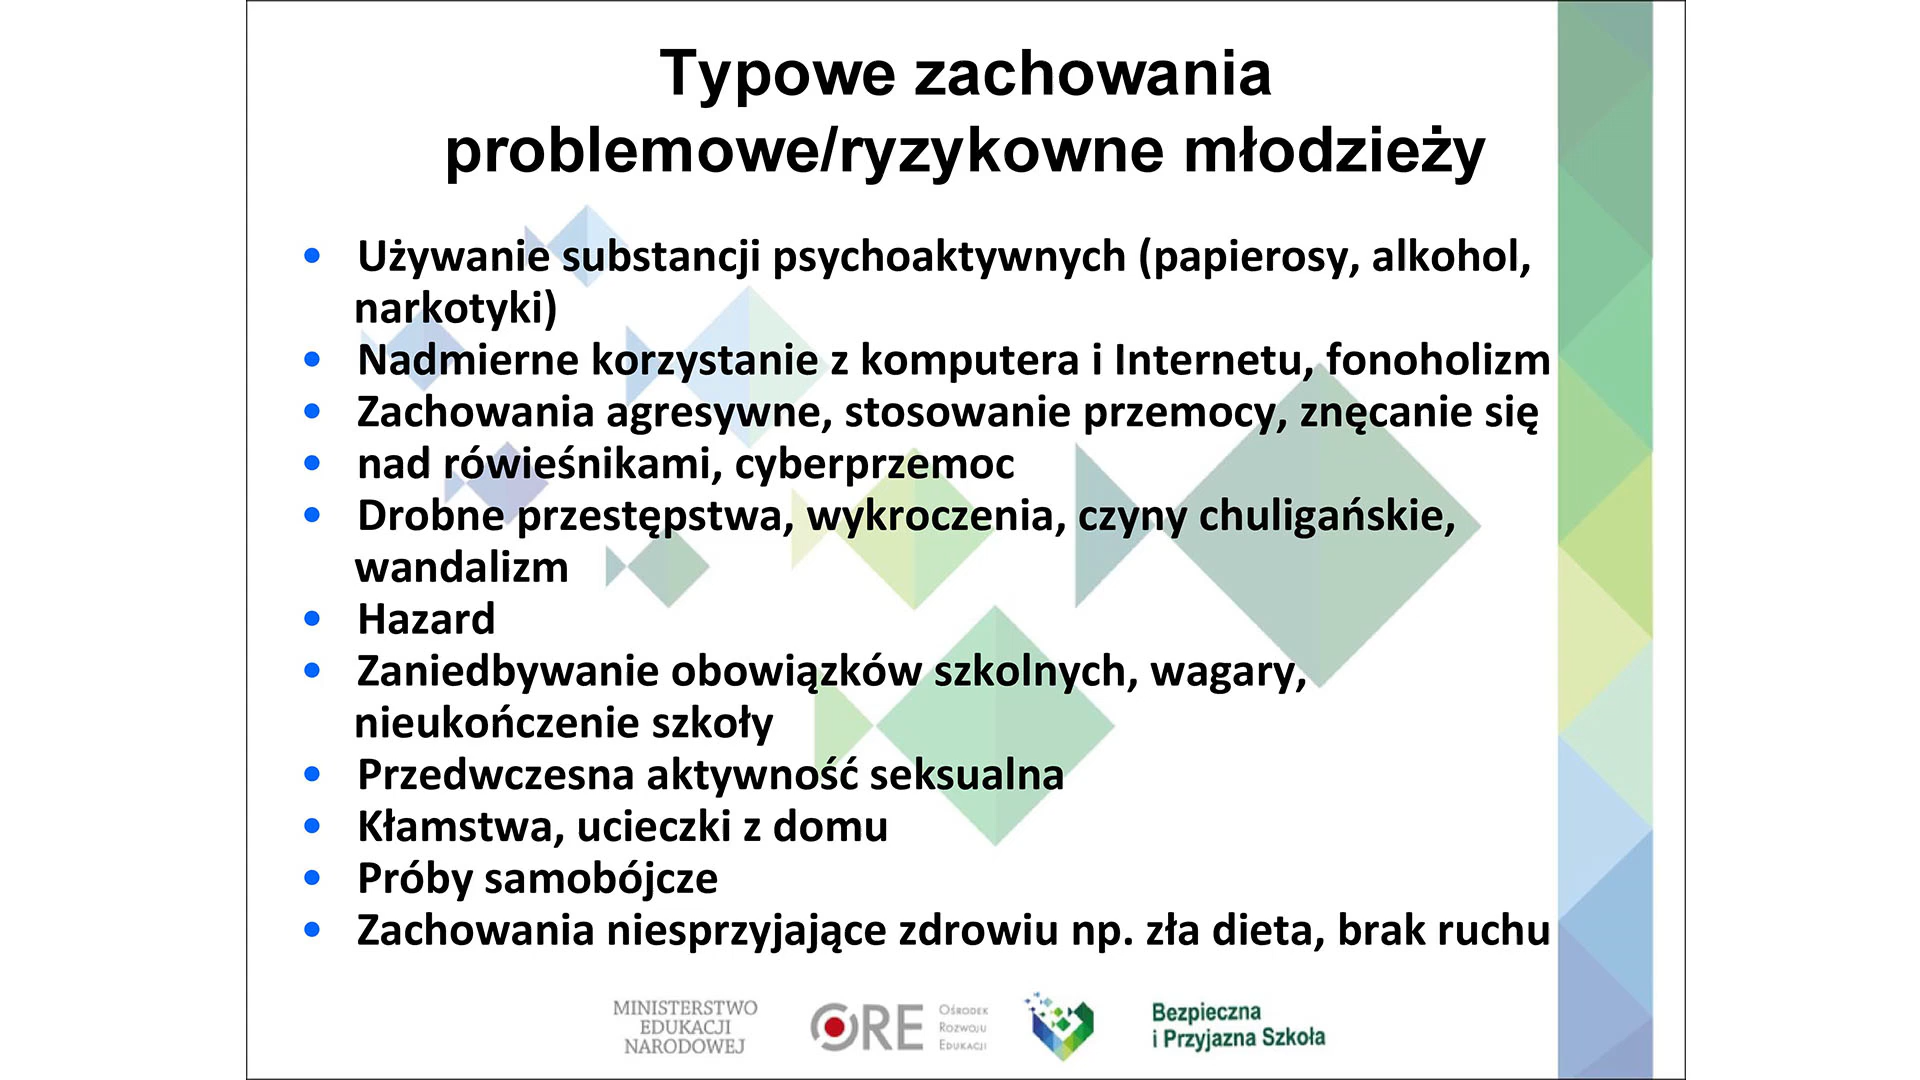 Typowe zachowania
problemowe/ryzykowne młodzieży
• Używanie substancji psychoaktywnych (papierosy, alkohol,
narkotyki)
• Nadmierne korzystanie z komputera i Internetu, fonoholizm
• Zachowania agresywne, stosowanie przemocy, znęcanie się
• nad rówieśnikami, cyberprzemoc
• Drobne przestępstwa, wykroczenia, czyny chuligańskie,
wandalizm
• Hazard
• Zaniedbywanie obowiązków szkolnych, wagary,
nieukończenie szkoły
• Przedwczesna aktywność seksualna
• Kłamstwa, ucieczki z domu
• Próby samobójcze
• Zachowania niesprzyjające zdrowiu np. zła dieta, brak ruchu
MINISTERSTWO
EDUKACJI
NARODOWEJ
ORE
OŚRODEK
ROZWOJU
EDUKACJI
Bezpieczna
i Przyjazna Szkoła